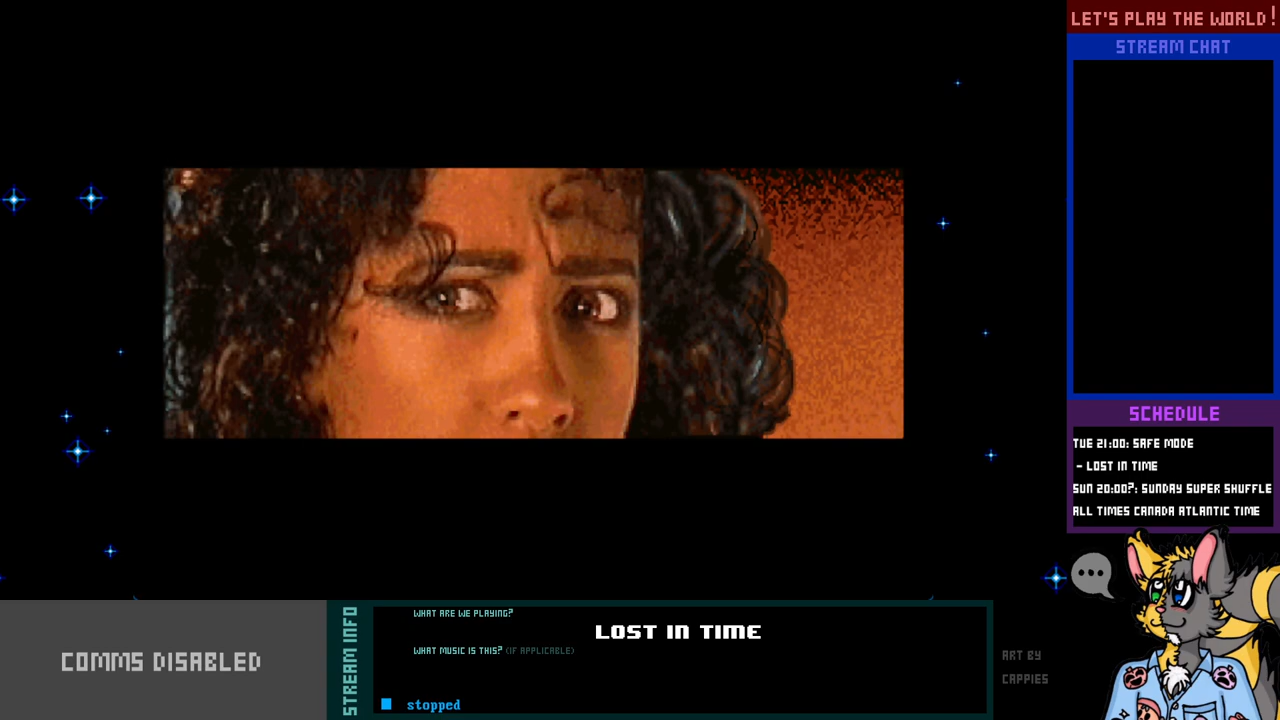 LET'S PLAY THE WORLD!
STREAM CHAT
SCHEDULE
TUE 21:00: SAFE MODE
- LOST IN TIME
SUN 20:00?: SUNDAY SUPER SHUFFLE
ALL TIMES CANADA ATLANTIC TIME
COMMS DISABLED
STREAM INFO
WHAT ARE WE PLAYING?
LOST IN TIME
WHAT MUSIC IS THIS? (IF APPLICABLE)
stopped
ART BY
CAPPIES